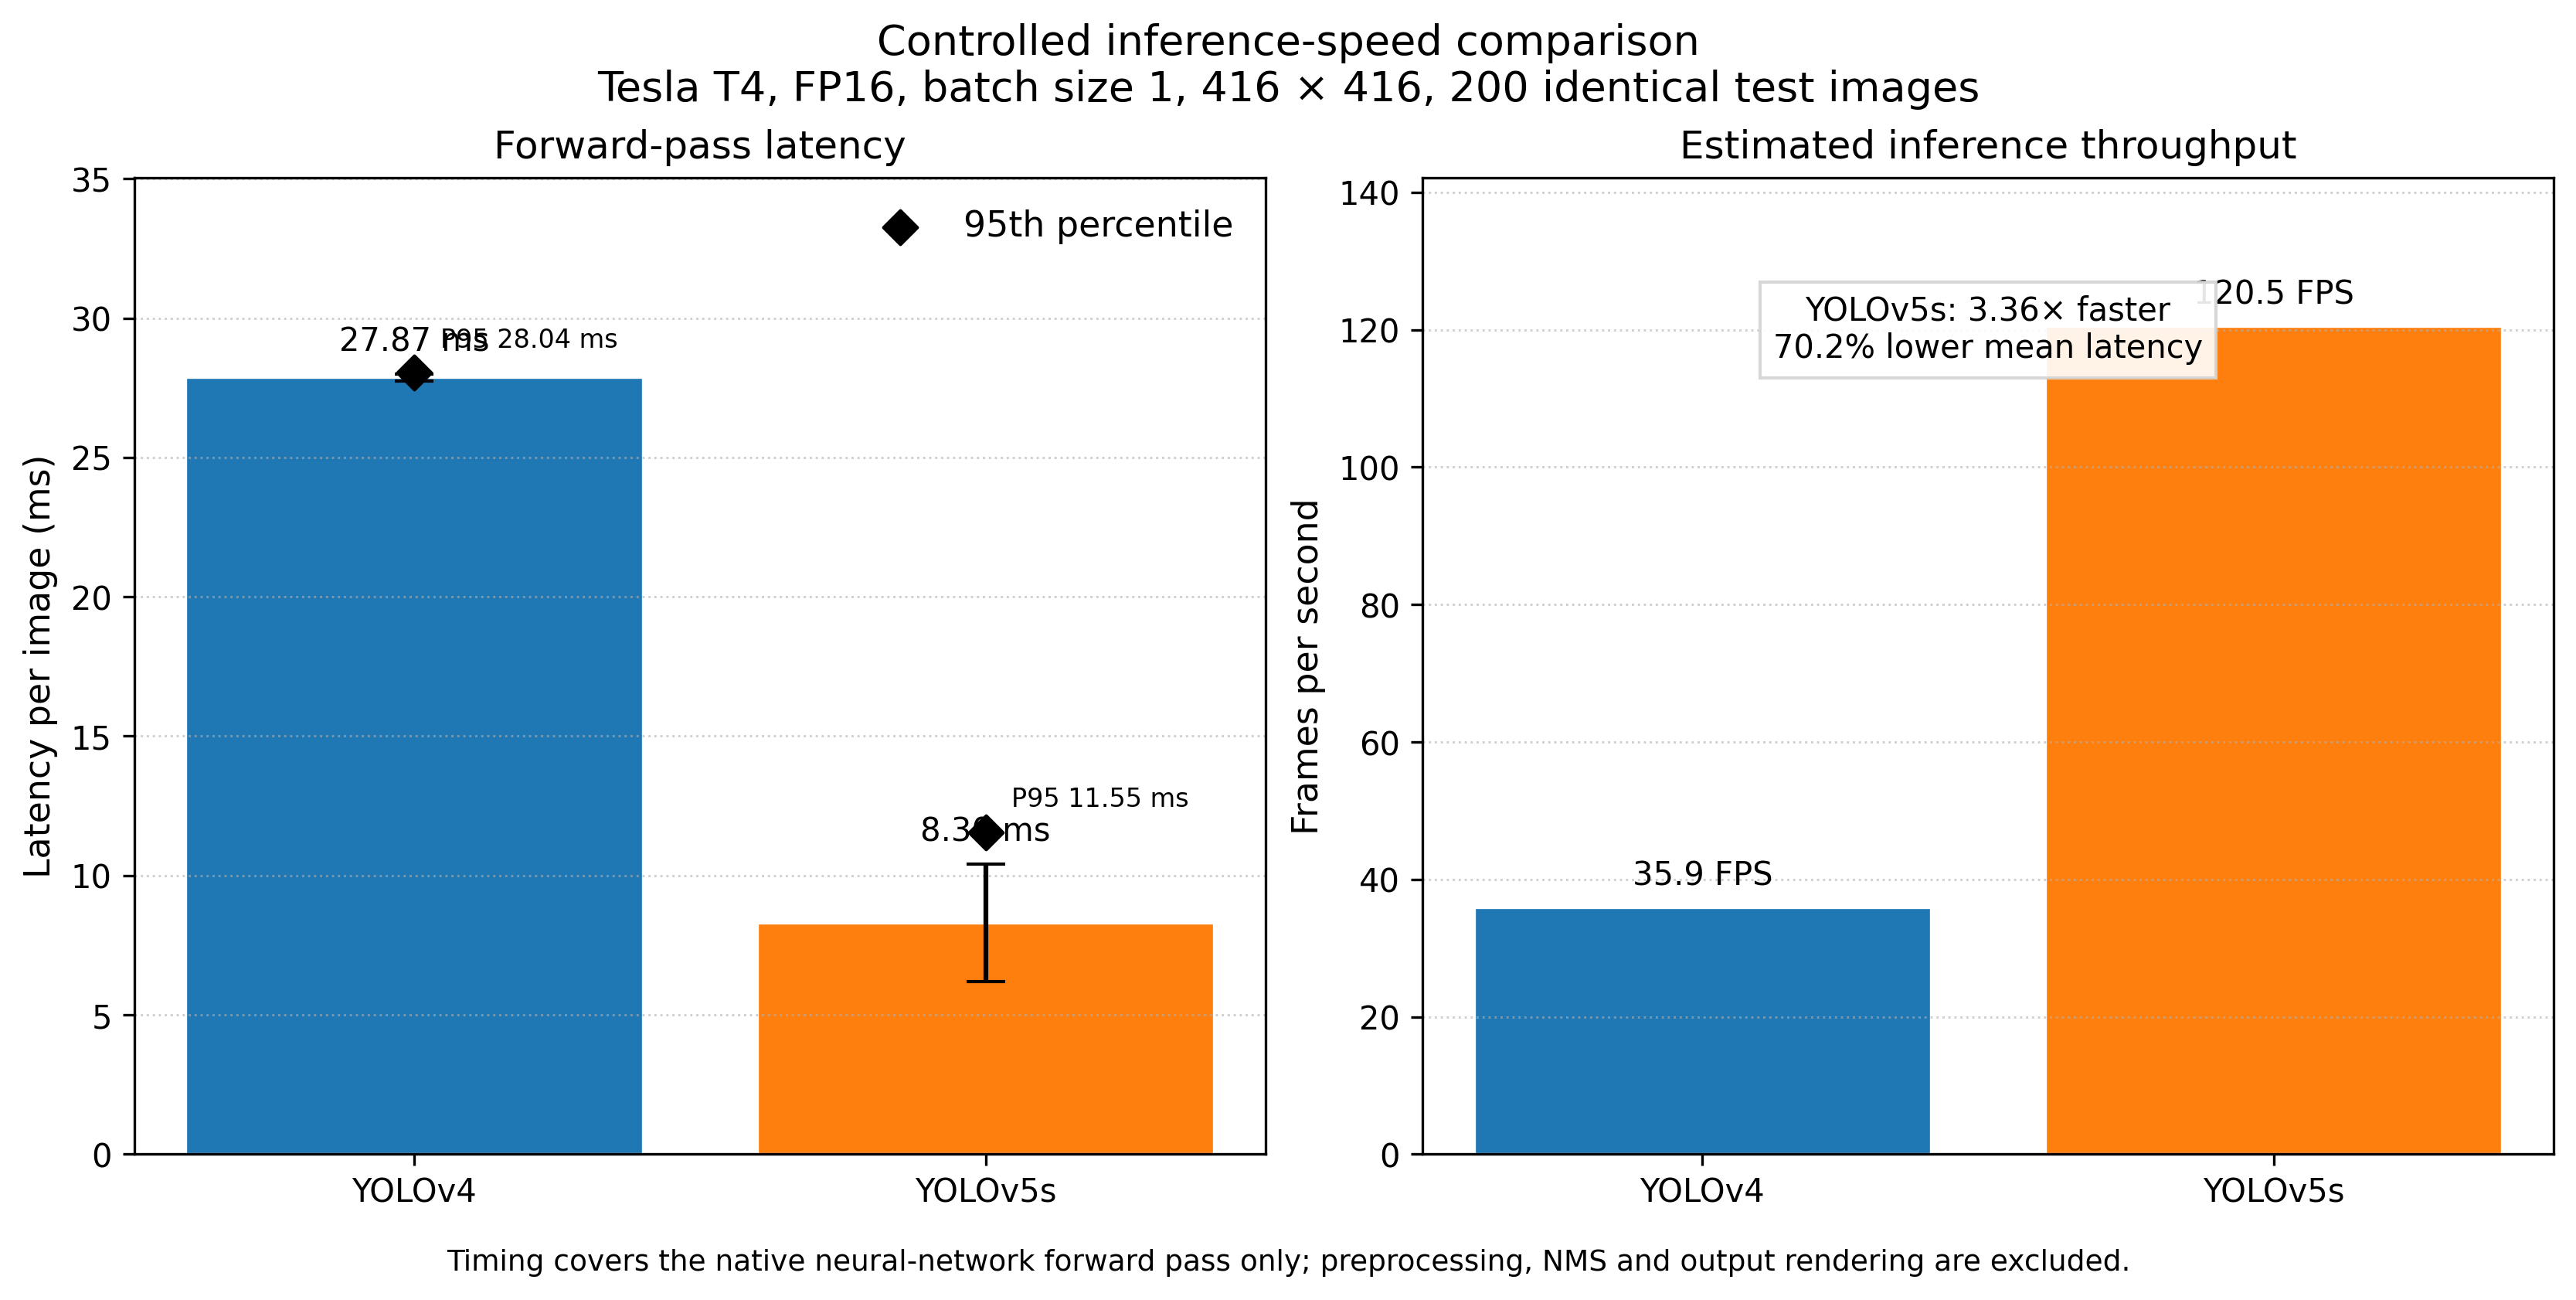 Controlled inference-speed comparison
Tesla T4, FP16, batch size 1, 416 × 416, 200 identical test images
Forward-pass latency
35
30
25
20
15
10
5
0
Latency per image (ms)
95th percentile
27.87 ms
P95 28.04 ms
P95 11.55 ms
ms
YOLOv4
YOLOv5s
Estimated inference throughput
140
120
100
80
60
40
20
0
Frames per second
120.5 FPS
YOLOv5s: 3.36× faster
70.2% lower mean latency
35.9 FPS
YOLOv4
YOLOv5s
Timing covers the native neural-network forward pass only; preprocessing, NMS and output rendering are excluded.